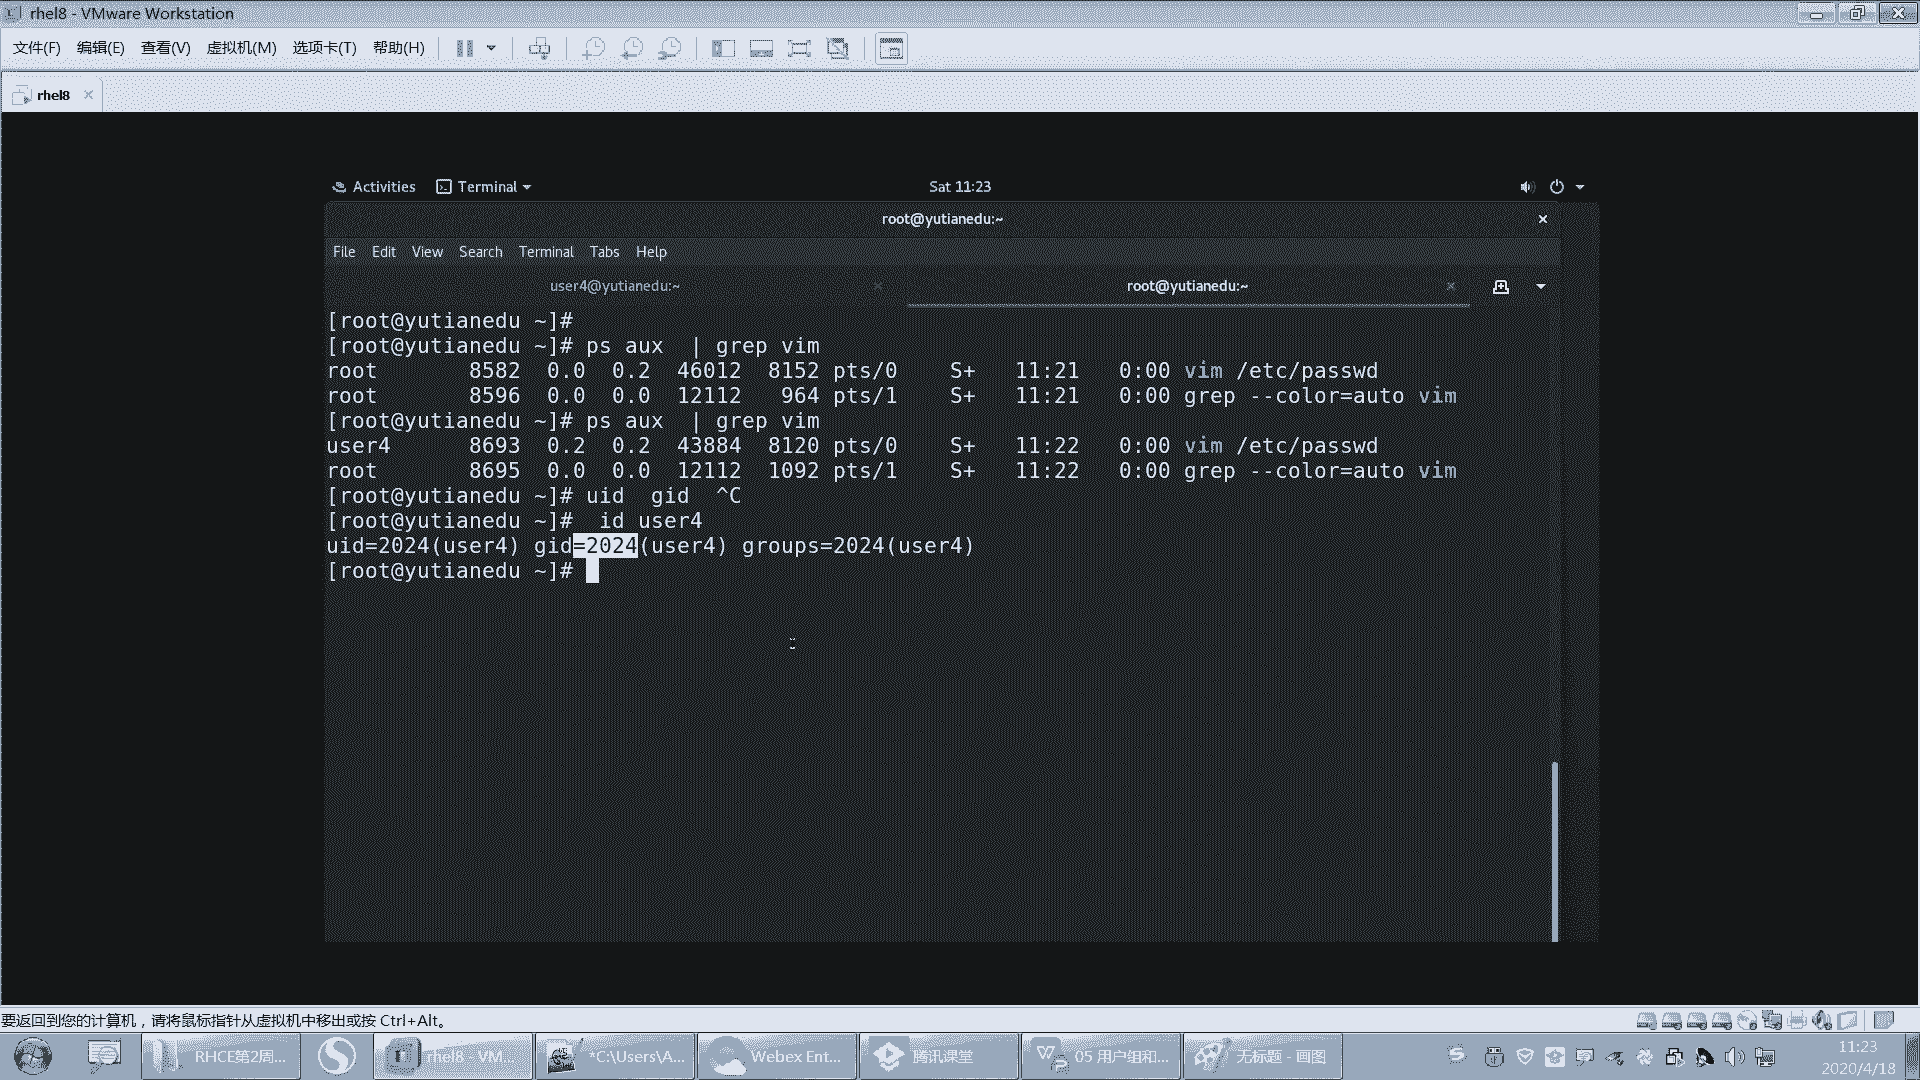 rhel8 - VMware Workstation
文件(F) 编辑(E) 查看(V) 虚拟机(M) 选项卡(T) 帮助(H)
rhel8
Activities Terminal Sat 11:23
root@yutianedu:~
File Edit View Search Terminal Tabs Help
user4@yutianedu:~ root@yutianedu:~
[root@yutianedu ~]#
[root@yutianedu ~]# ps aux  | grep vim
root       8582  0.0  0.2  46012  8152 pts/0    S+   11:21   0:00 vim /etc/passwd
root       8596  0.0  0.0  12112   964 pts/1    S+   11:21   0:00 grep --color=auto vim
[root@yutianedu ~]# ps aux  | grep vim
user4      8693  0.2  0.2  43884  8120 pts/0    S+   11:22   0:00 vim /etc/passwd
root       8695  0.0  0.0  12112  1092 pts/1    S+   11:22   0:00 grep --color=auto vim
[root@yutianedu ~]# uid  gid  ^C
[root@yutianedu ~]#  id user4
uid=2024(user4) gid=2024(user4) groups=2024(user4)
[root@yutianedu ~]#
要返回到您的计算机，请将鼠标指针从虚拟机中移出或按 Ctrl+Alt。
RHCE第2周... rhel8 - VM... *C:\Users\A... Webex Ent... 腾讯课堂 05 用户组和... 无标题 - 画图 11:23
2020/4/18